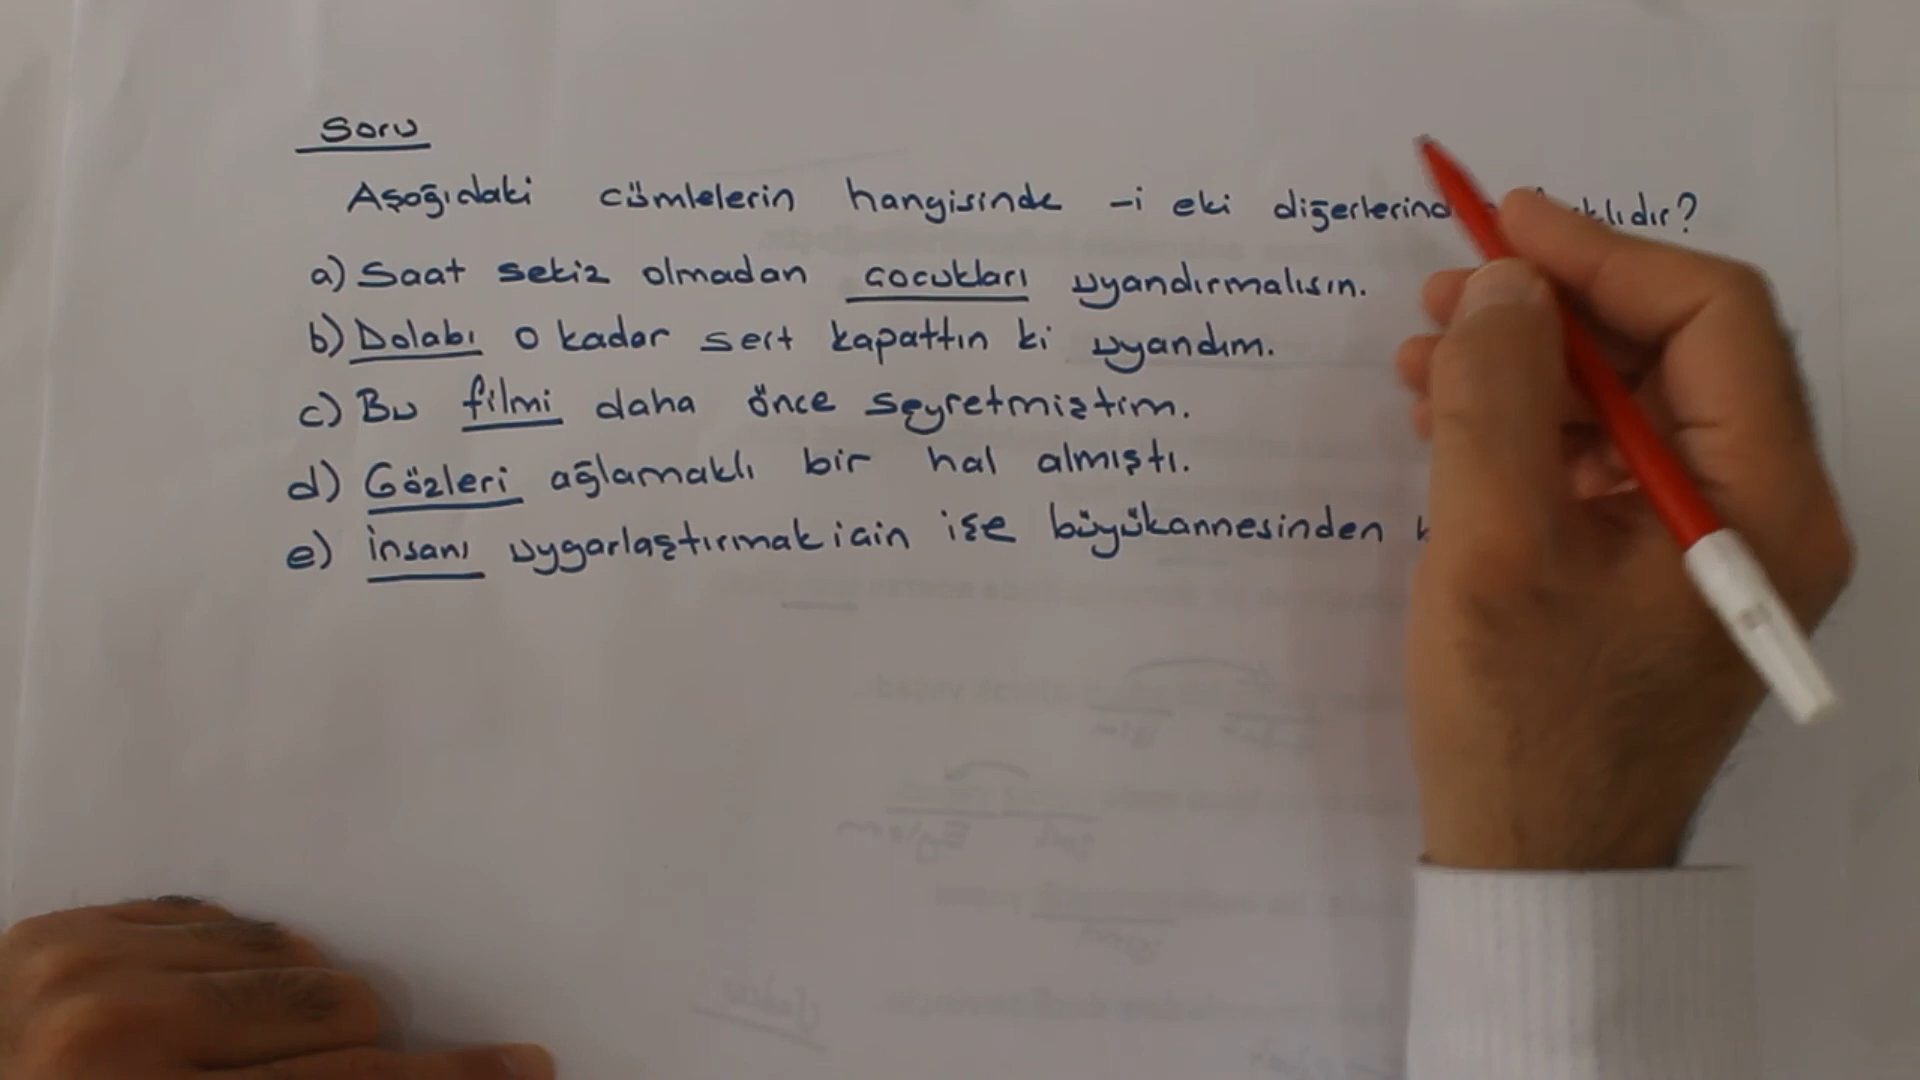 Soru
Aşağıdaki cümlelerin hangisinde -i eki
a) Saat sekiz olmadan çocukları uyandırmalısın.
b) Dolabı o kadar sert kapattın ki uyandım.
c) Bu filmi daha önce seyretmiştim.
d) Gözleri ağlamaklı bir hal almıştı.
e) İnsanı uygarlaştırmak için işe büyükannesinden